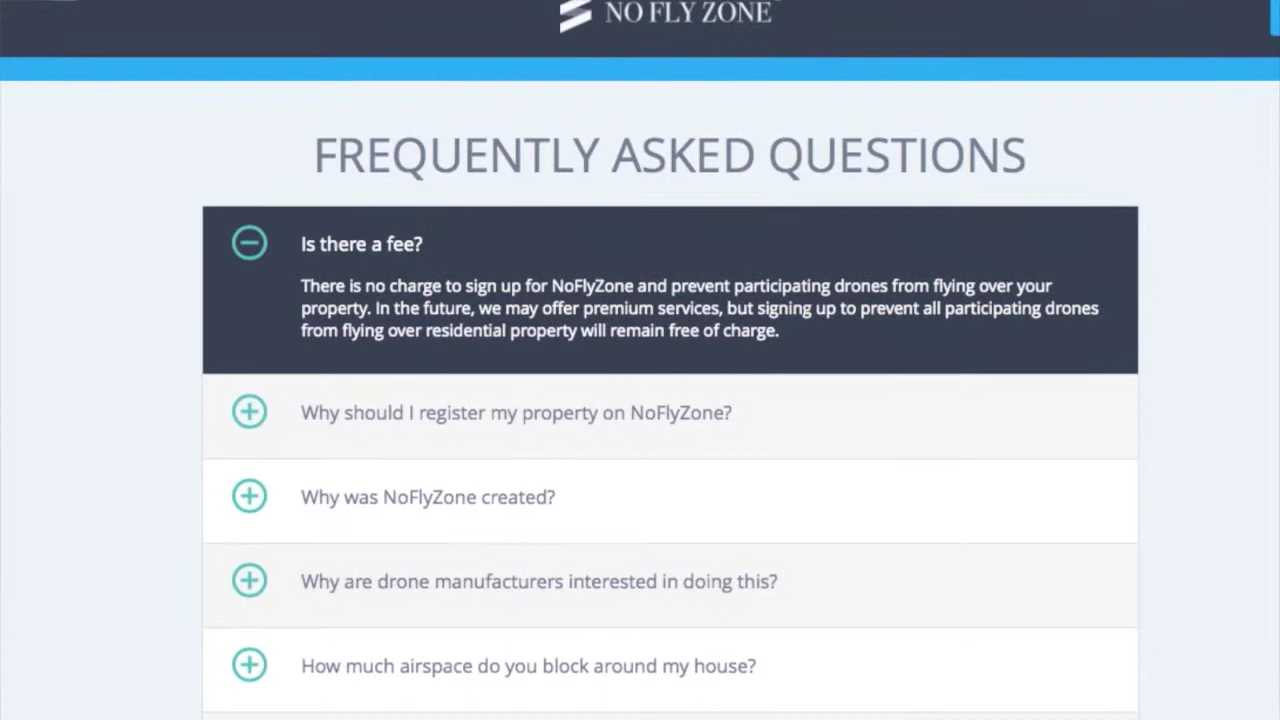 NO FLY ZONE
FREQUENTLY ASKED QUESTIONS
Is there a fee?
There is no charge to sign up for NoFlyZone and prevent participating drones from flying over your
property. In the future, we may offer premium services, but signing up to prevent all participating drones
from flying over residential property will remain free of charge.
Why should I register my property on NoFlyZone?
Why was NoFlyZone created?
Why are drone manufacturers interested in doing this?
How much airspace do you block around my house?